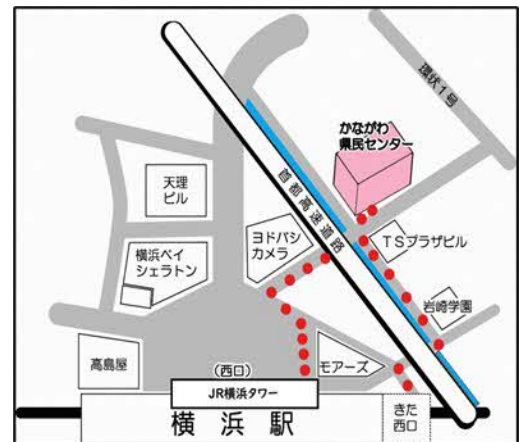 環状1号
かながわ
県民センター
首都高速道路
天理
ビル
ヨドバシ
カメラ
TSプラザビル
横浜ベイ
シェラトン
岩崎学園
高島屋
(西口)
モアーズ
JR横浜タワー
横浜駅
きた
西口